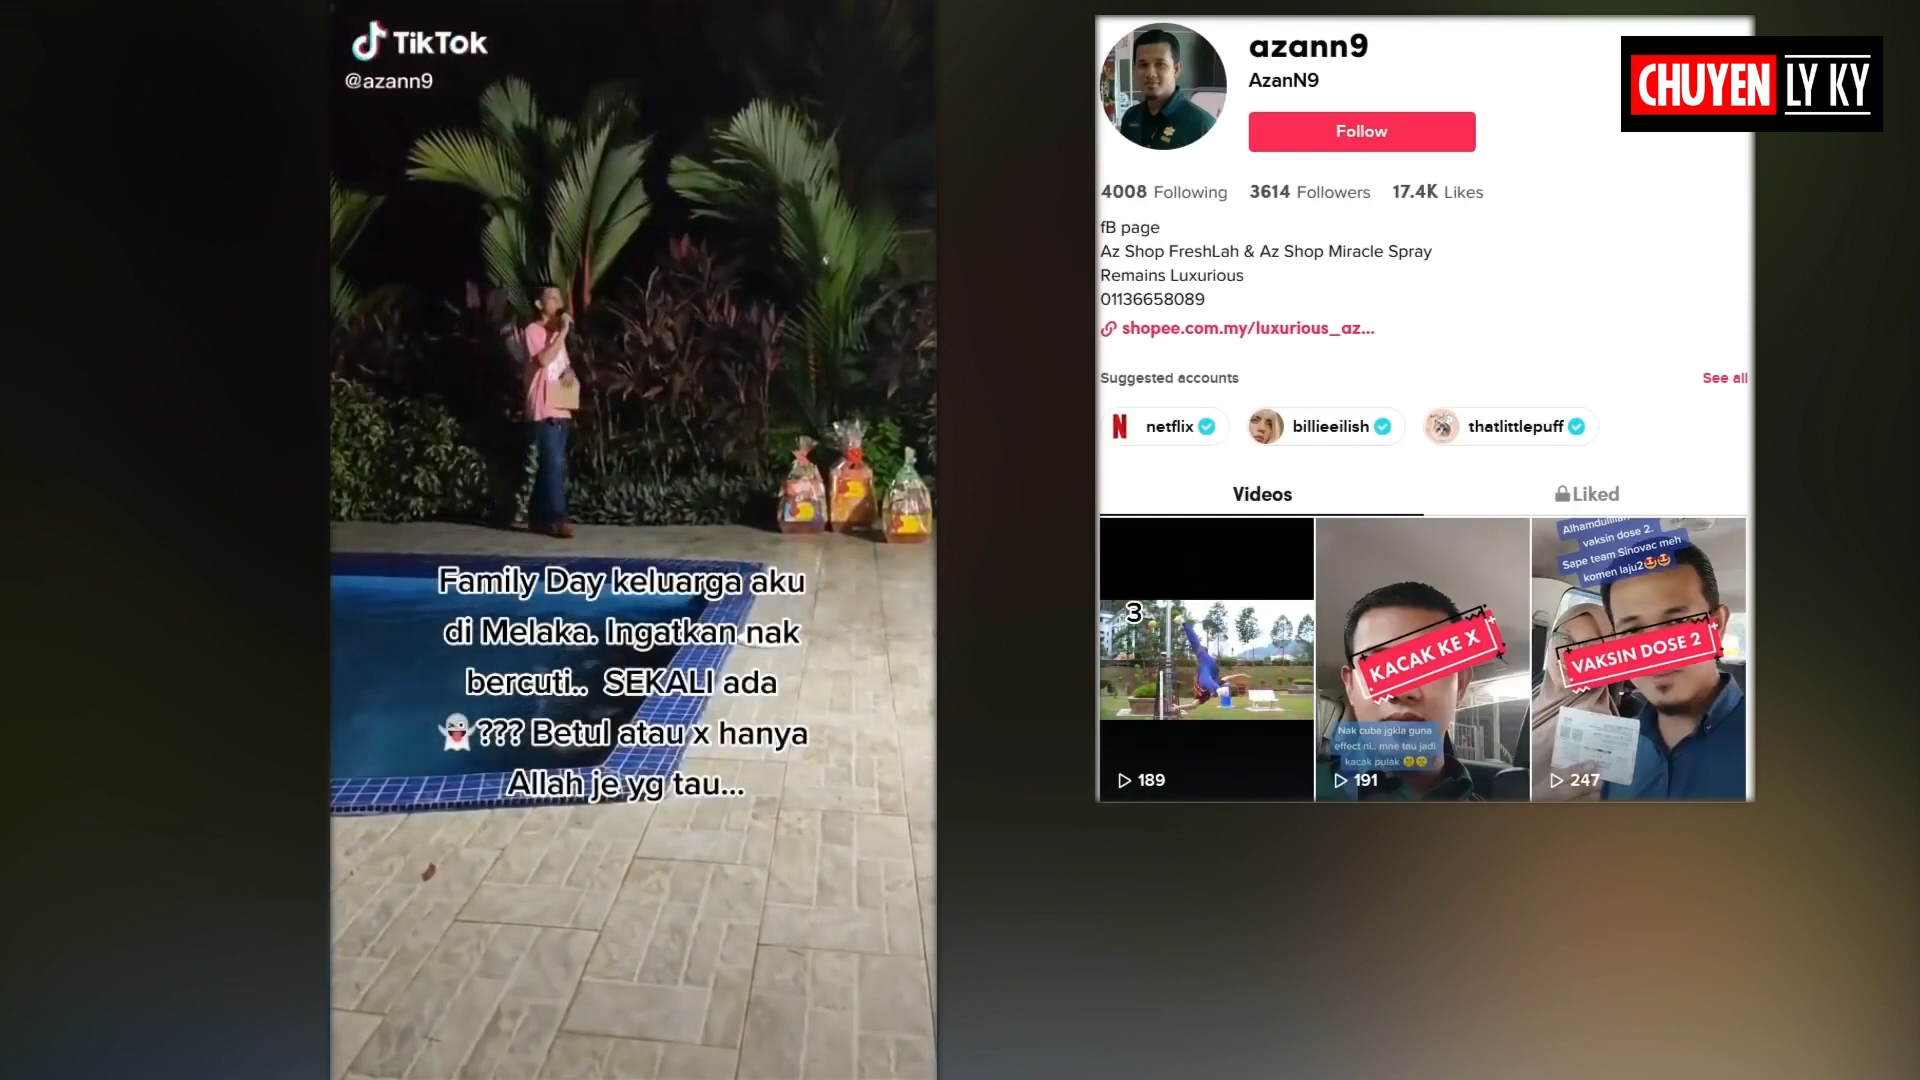 TikTok
@azann9
Family Day keluarga aku
di Melaka. Ingatkan nak
bercuti.. SEKALI ada
👻??? Betul atau x hanya
Allah je yg tau...
azann9
AzanN9
Follow
4008 Following 3614 Followers 17.4K Likes
fB page
Az Shop FreshLah & Az Shop Miracle Spray
Remains Luxurious
01136658089
shopee.com.my/luxurious_az...
Suggested accounts
See all
N netflix
billieeilish
thatlittlepuff
Videos
Liked
3
189
KACAK KE X
Nak cuba jgkla guna
effect ni.. mne tau jadi
kacak pulak
191
vaksin dose 2.
Sape team Sinovac meh
komen laju2🤩🤩
VAKSIN DOSE 2
247
CHUYEN LY KY